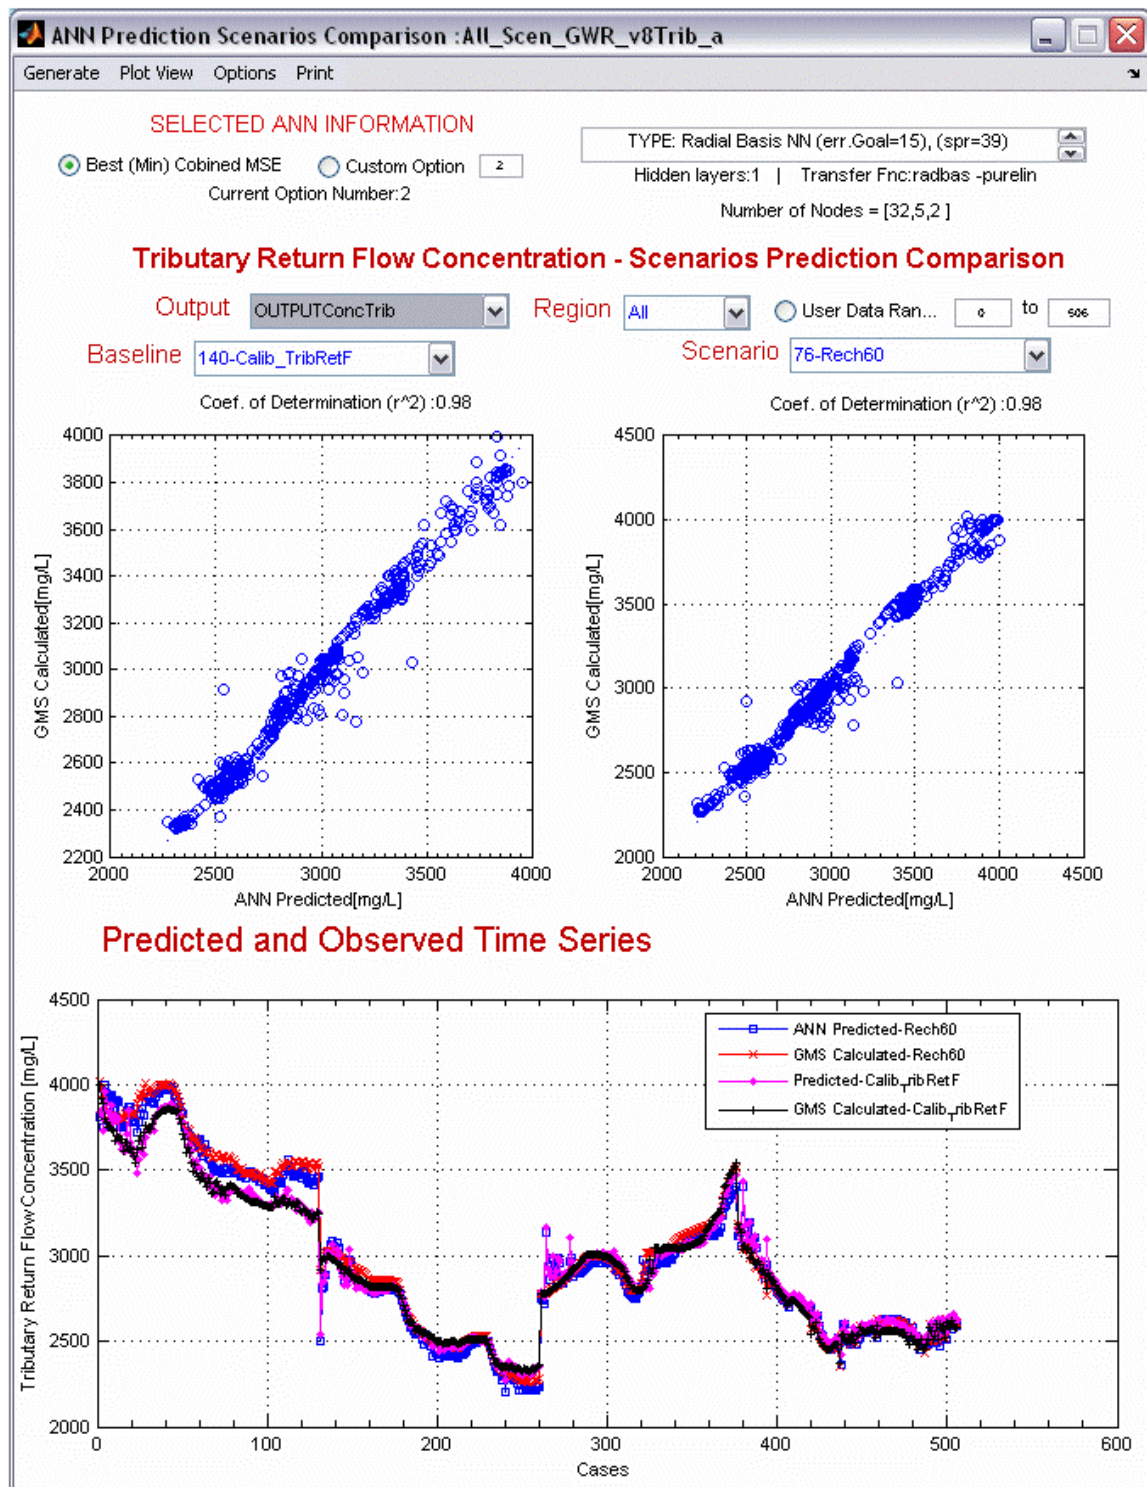 ANN Prediction Scenarios Comparison :All_Scen_GWR_v8Trib_a
Generate Plot View Options Print
SELECTED ANN INFORMATION
Best (Min) Cobined MSE Custom Option 2
Current Option Number:2
TYPE: Radial Basis NN (err.Goal=15), (spr=39)
Hidden layers:1 | Transfer Fnc:radbas -purelin
Number of Nodes = [32,5,2 ]
Tributary Return Flow Concentration - Scenarios Prediction Comparison
Output OUTPUTConcTrib Region All User Data Ran... 0 to 506
Baseline 140-Calib_TribRetF Scenario 76-Rech60
Coef. of Determination (r^2) :0.98
4000
3800
3600
3400
3200
3000
2800
2600
2400
2200
2000 2500 3000 3500 4000
GMS Calculated[mg/L]
ANN Predicted[mg/L]
Coef. of Determination (r^2) :0.98
4500
4000
3500
3000
2500
2000
2000 2500 3000 3500 4000 4500
GMS Calculated[mg/L]
ANN Predicted[mg/L]
Predicted and Observed Time Series
4500
4000
3500
3000
2500
2000
Tributary Return Flow Concentration [mg/L]
ANN Predicted-Rech60
GMS Calculated-Rech60
Predicted-Calib_TribRetF
GMS Calculated-Calib_TribRetF
0 100 200 300 400 500 600
Cases